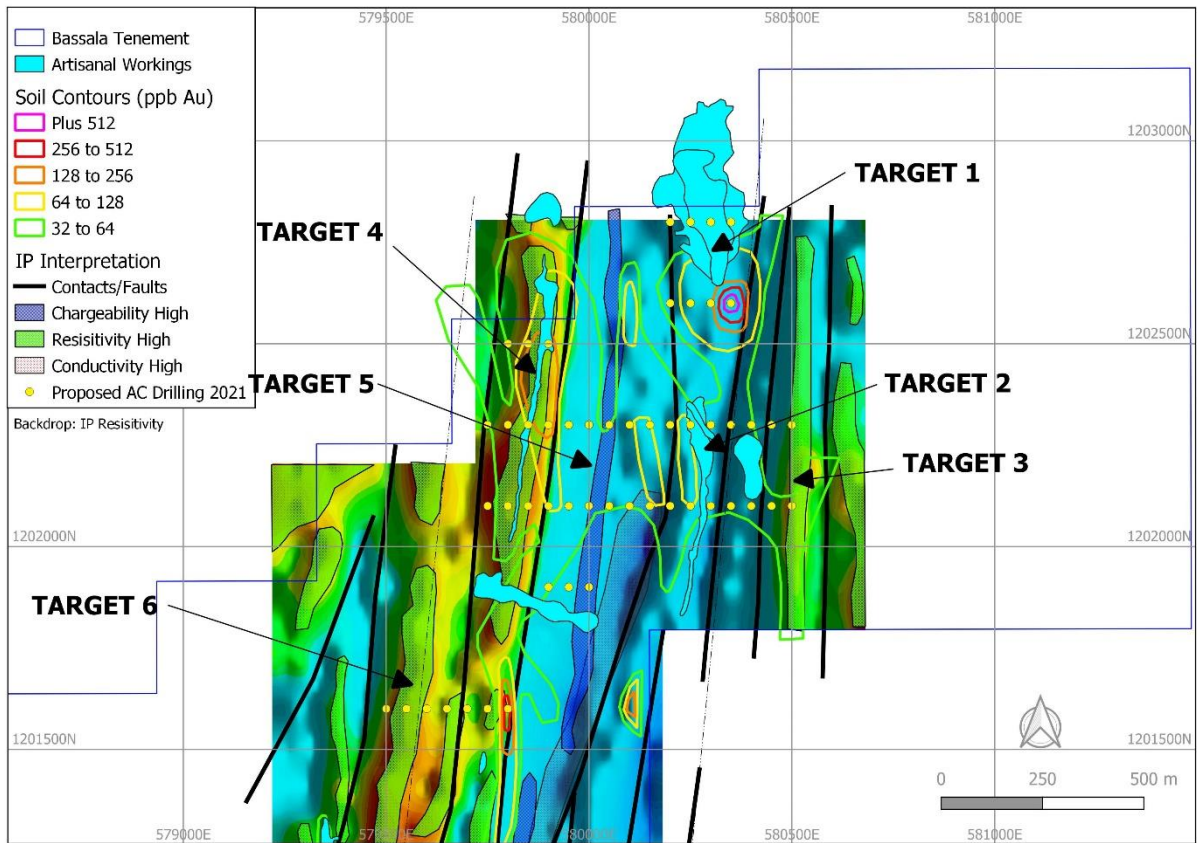 579500E
580000E
580500E
581000E
Bassala Tenement
Artisanal Workings
Soil Contours (ppb Au)
Plus 512
256 to 512
128 to 256
64 to 128
32 to 64
IP Interpretation
Contacts/Faults
Chargeability High
Resisitivity High
Conductivity High
Proposed AC Drilling 2021
Backdrop: IP Resisitivity
1203000N
TARGET 1
TARGET 4
1202500N
TARGET 5
TARGET 2
TARGET 3
1202000N
1202000N
TARGET 6
1201500N
1201500N
0 250 500 m
579000E
579500E
580000E
580500E
581000E